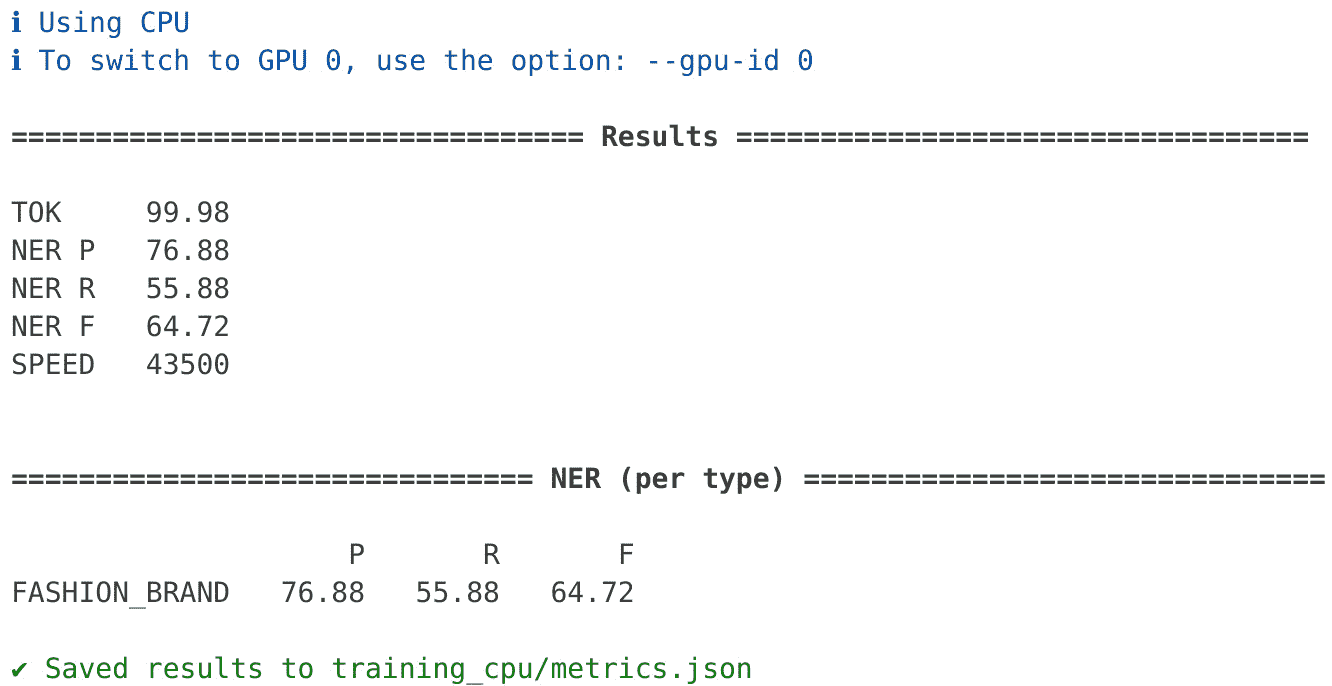 ℹ Using CPU
ℹ To switch to GPU 0, use the option: --gpu-id 0
================================== Results ==================================
TOK     99.98
NER P   76.88
NER R   55.88
NER F   64.72
SPEED   43500
=============================== NER (per type) ===============================
                    P       R       F
FASHION_BRAND   76.88   55.88   64.72
✔ Saved results to training_cpu/metrics.json